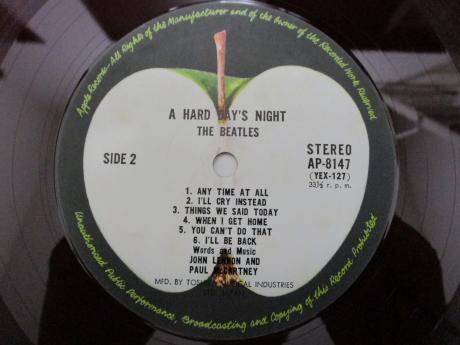 Apple Records-All Rights of the Manufacturer and of the Owner of the Recorded Work Reserved
A HARD DAY'S NIGHT
THE BEATLES
SIDE 2
STEREO
AP-8147
(YEX-127)
33⅓ r. p. m.
1. ANY TIME AT ALL
2. I'LL CRY INSTEAD
3. THINGS WE SAID TODAY
4. WHEN I GET HOME
5. YOU CAN'T DO THAT
6. I'LL BE BACK
Words and Music
JOHN LENNON AND
PAUL McCARTNEY
MFD. BY TOSHIBA MUSICAL INDUSTRIES
LTD. JAPAN
Unauthorised Public Performance, Broadcasting and Copying of this Record Prohibited